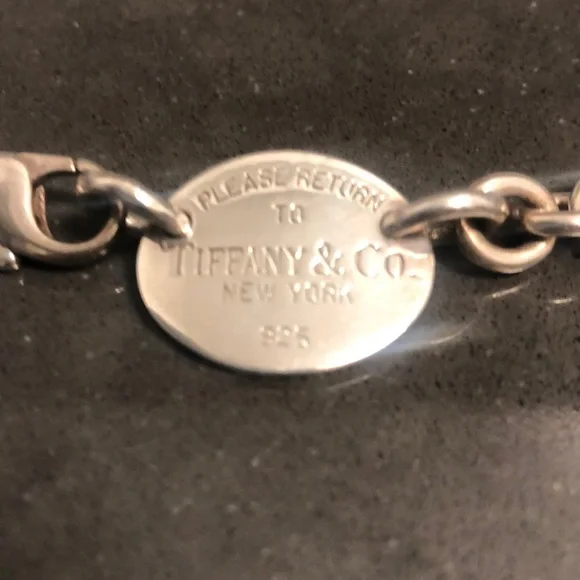 PLEASE RETURN
TO
TIFFANY & CO.
NEW YORK
925